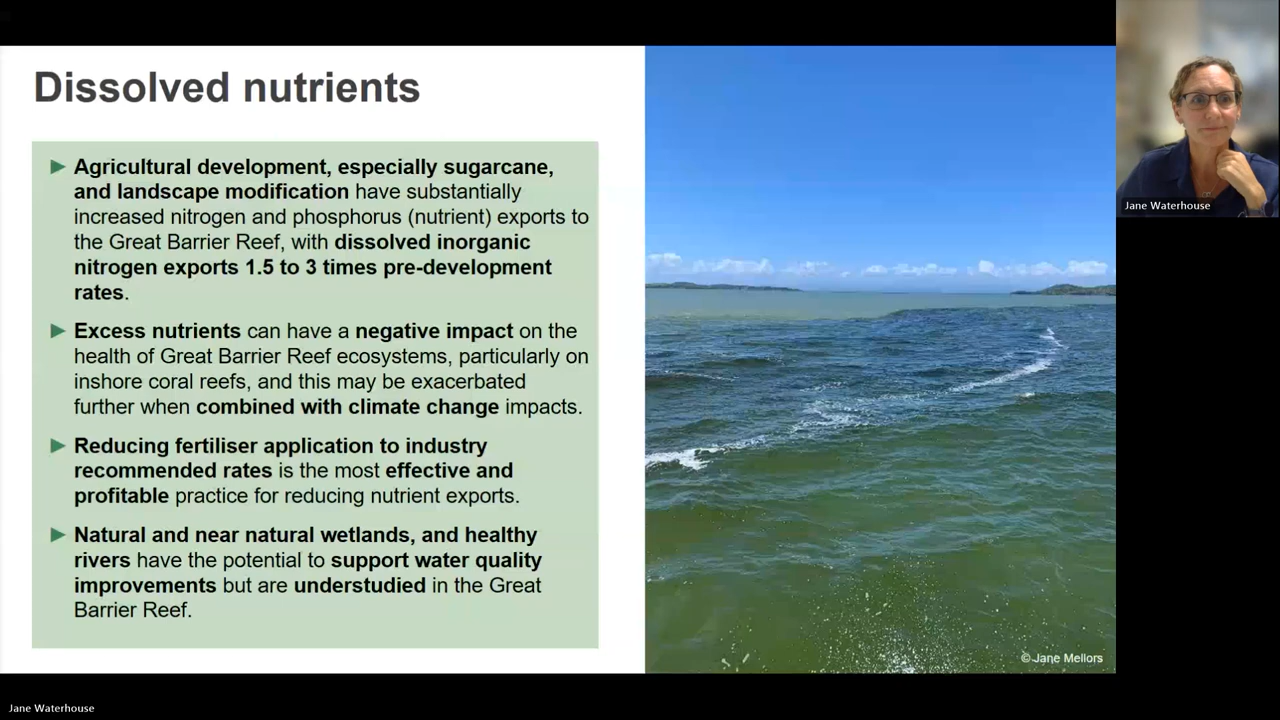 Dissolved nutrients
Agricultural development, especially sugarcane,
and landscape modification have substantially
increased nitrogen and phosphorus (nutrient) exports to
the Great Barrier Reef, with dissolved inorganic
nitrogen exports 1.5 to 3 times pre-development
rates.
Excess nutrients can have a negative impact on the
health of Great Barrier Reef ecosystems, particularly on
inshore coral reefs, and this may be exacerbated
further when combined with climate change impacts.
Reducing fertiliser application to industry
recommended rates is the most effective and
profitable practice for reducing nutrient exports.
Natural and near natural wetlands, and healthy
rivers have the potential to support water quality
improvements but are understudied in the Great
Barrier Reef.
© Jane Mellors
Jane Waterhouse
Jane Waterhouse